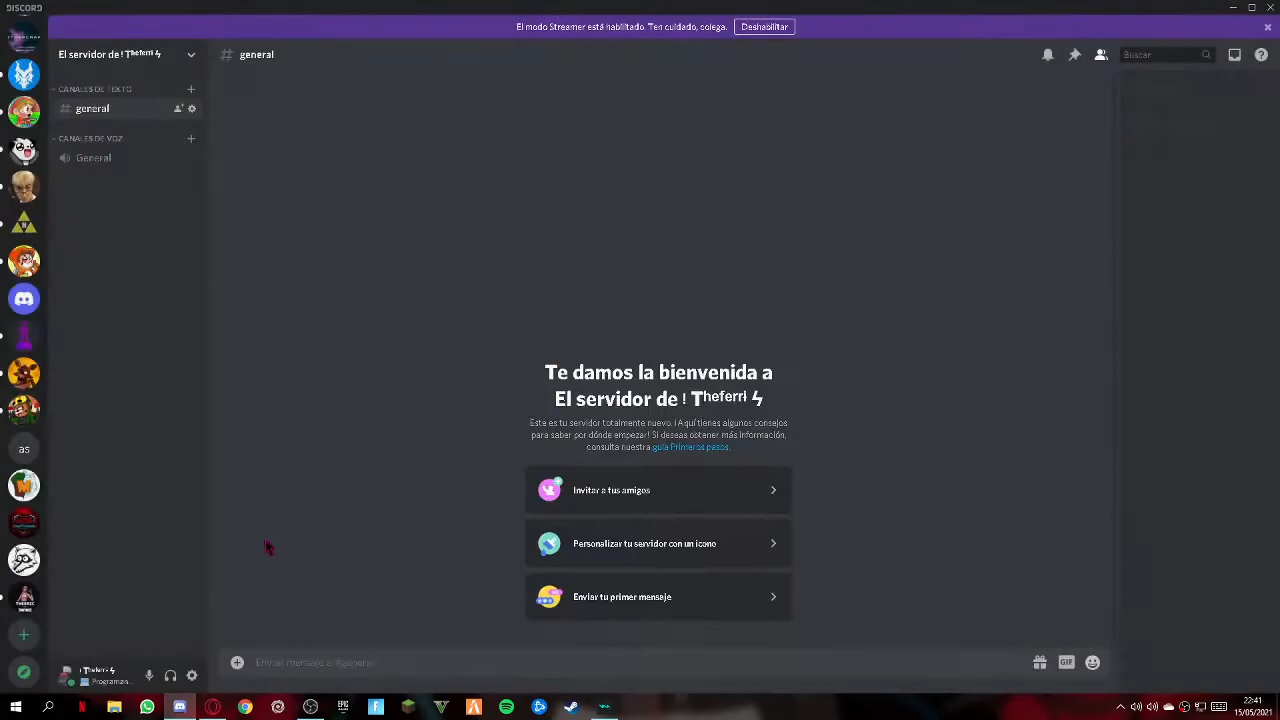 DISCORD
El modo Streamer está habilitado. Ten cuidado, colega.
Deshabilitar
El servidor de ! Tʰᵉᶠᵉʳʳⁱ ϟ
general
Buscar
CANALES DE TEXTO
general
CANALES DE VOZ
General
Te damos la bienvenida a
El servidor de ! Tʰᵉᶠᵉʳʳⁱ ϟ
Este es tu servidor totalmente nuevo. ¡Aquí tienes algunos consejos
para saber por dónde empezar! Si deseas obtener más información,
consulta nuestra guía Primeros pasos.
Invitar a tus amigos
Personalizar tu servidor con un icono
Enviar tu primer mensaje
as
Enviar mensaje a #general
GIF
! Tʰᵉᶠᵉʳʳⁱ ϟ
Programan...
22:41
15/05/2021